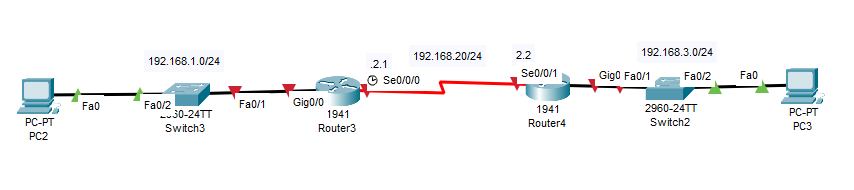 192.168.1.0/24
.2.1
192.168.20/24
2.2
192.168.3.0/24
Se0/0/0
Se0/0/1
Gig0
Fa0/1
Fa0/2
Fa0
Fa0
Fa0/2
Fa0/1
Gig0/0
PC-PT
PC2
2960-24TT
Switch3
1941
Router3
1941
Router4
2960-24TT
Switch2
PC-PT
PC3